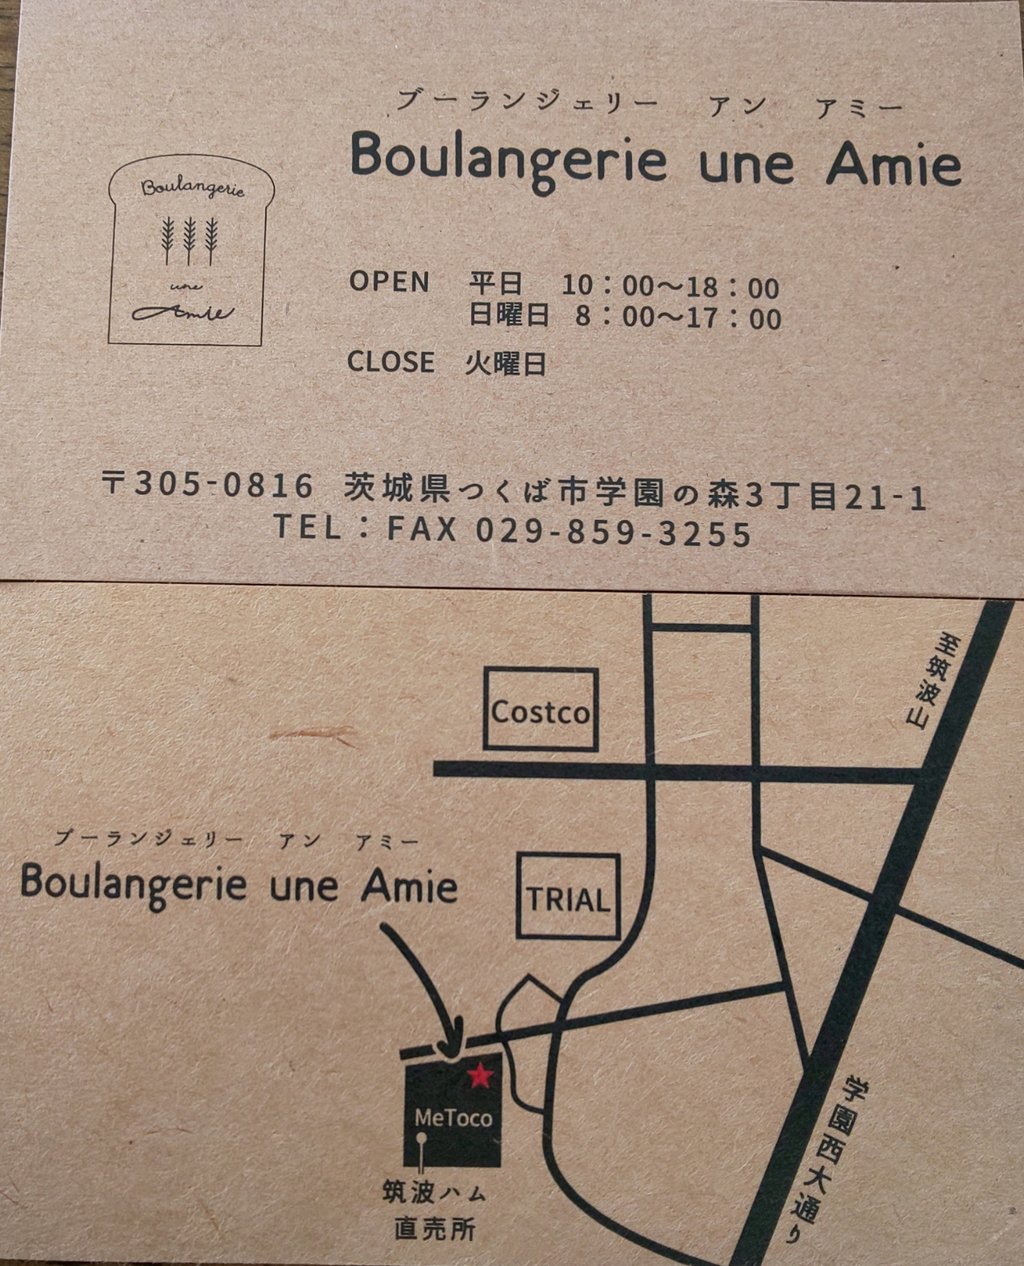 ブーランジェリー アン アミー
Boulangerie une Amie
Boulangerie
une
Amie
OPEN 平日 10：00～18：00
日曜日 8：00～17：00
CLOSE 火曜日
〒305-0816 茨城県つくば市学園の森3丁目21-1
TEL：FAX 029-859-3255
至筑波山
Costco
ブーランジェリー アン アミー
Boulangerie une Amie
TRIAL
MeToco
筑波ハム
直売所
学園西大通り